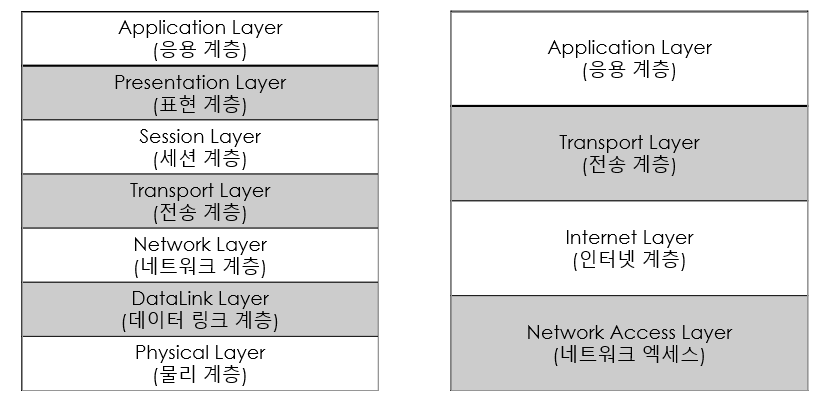 Application Layer
(응용 계층)
Presentation Layer
(표현 계층)
Session Layer
(세션 계층)
Transport Layer
(전송 계층)
Network Layer
(네트워크 계층)
DataLink Layer
(데이터 링크 계층)
Physical Layer
(물리 계층)
Application Layer
(응용 계층)
Transport Layer
(전송 계층)
Internet Layer
(인터넷 계층)
Network Access Layer
(네트워크 엑세스)